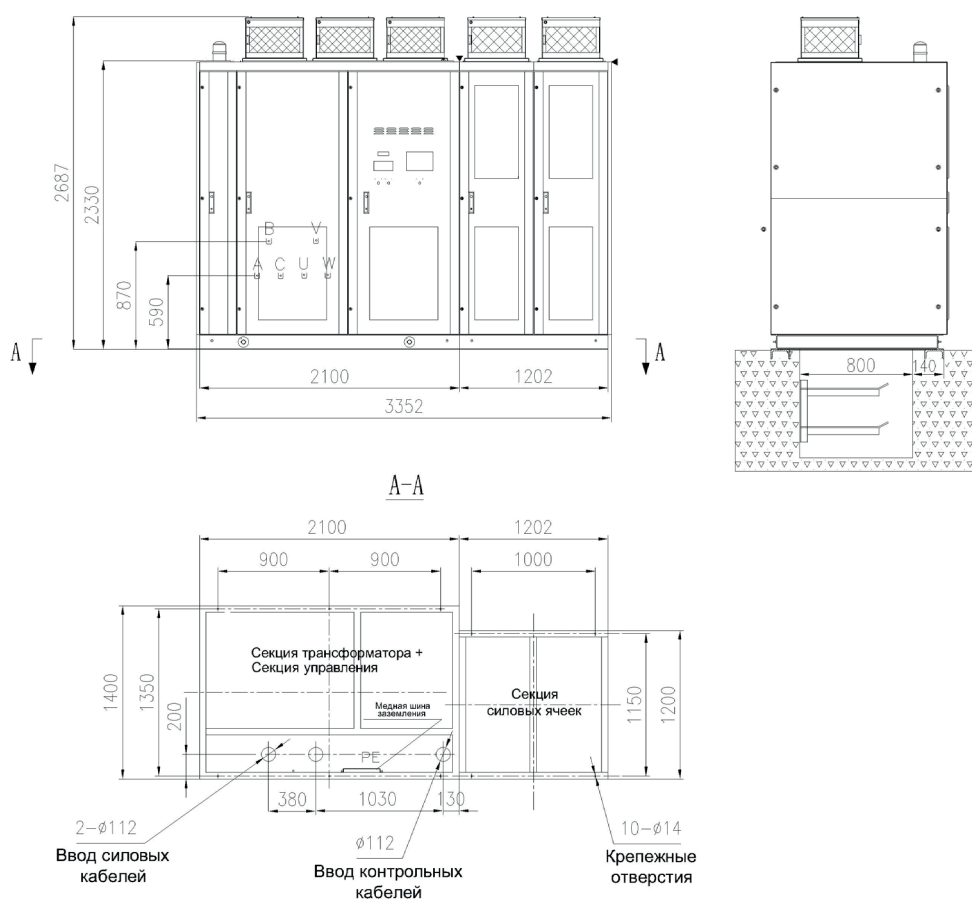 2687
2330
870
590
B V
A C U W
A A
2100 1202
3352
800 140
A-A
2100 1202
900 900 1000
1400
1350
200
1150
1200
Секция трансформатора +
Секция управления
Медная шина
заземления
Секция
силовых ячеек
PE
380 1030 130
2-ø112
Ввод силовых
кабелей
ø112
Ввод контрольных
кабелей
10-ø14
Крепежные
отверстия